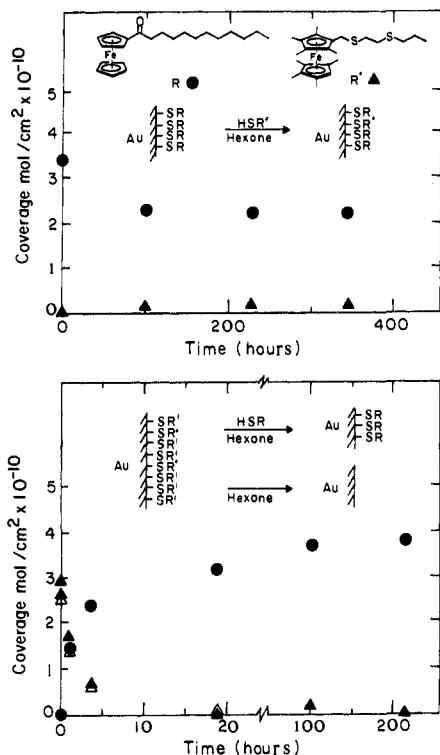 O
Fe
S
S
Fe
R ●
R' ▲
SR
SR
SR
SR
Au
HSR'
Hexone
Au
SR
SR'
SR
SR
Coverage mol/cm² x 10⁻¹⁰
5
4
3
2
1
0
0
200
400
Time (hours)
SR'
SR'
SR'
SR'
SR'
SR'
SR'
SR'
Au
HSR
Hexone
Au
SR
SR
SR
Hexone
Au
Coverage mol/cm² x 10⁻¹⁰
5
4
3
2
1
0
0
10
20
100
200
Time (hours)